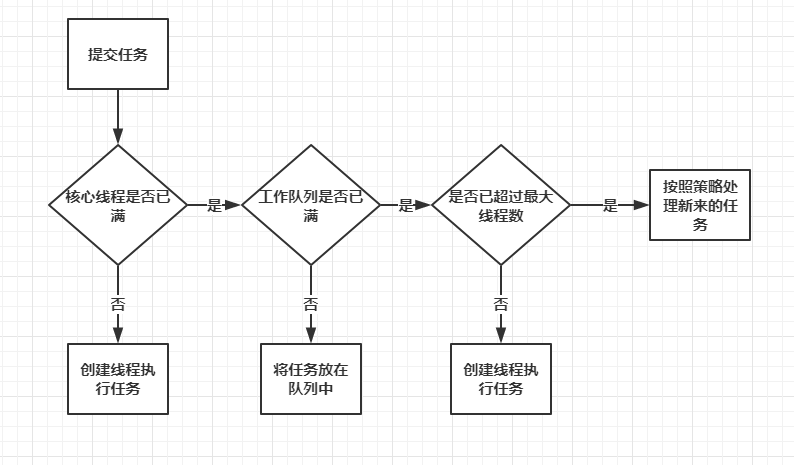 提交任务
核心线程是否已
满
是
工作队列是否已
满
是
是否已超过最大
线程数
是
按照策略处
理新来的任
务
否
否
否
创建线程执
行任务
将任务放在
队列中
创建线程执
行任务